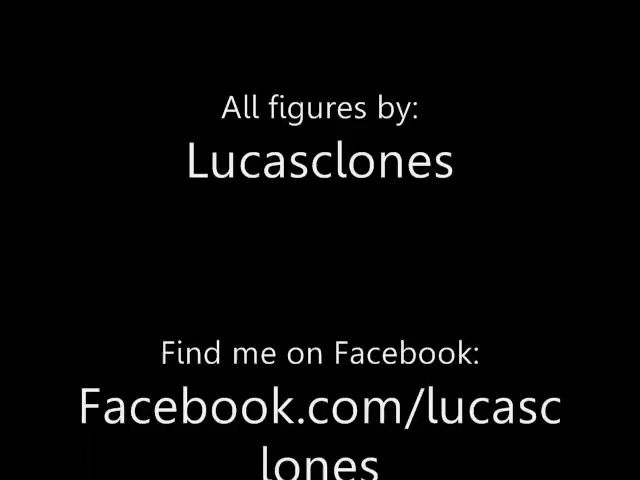 All figures by:
Lucasclones
Find me on Facebook:
Facebook.com/lucasc
lones